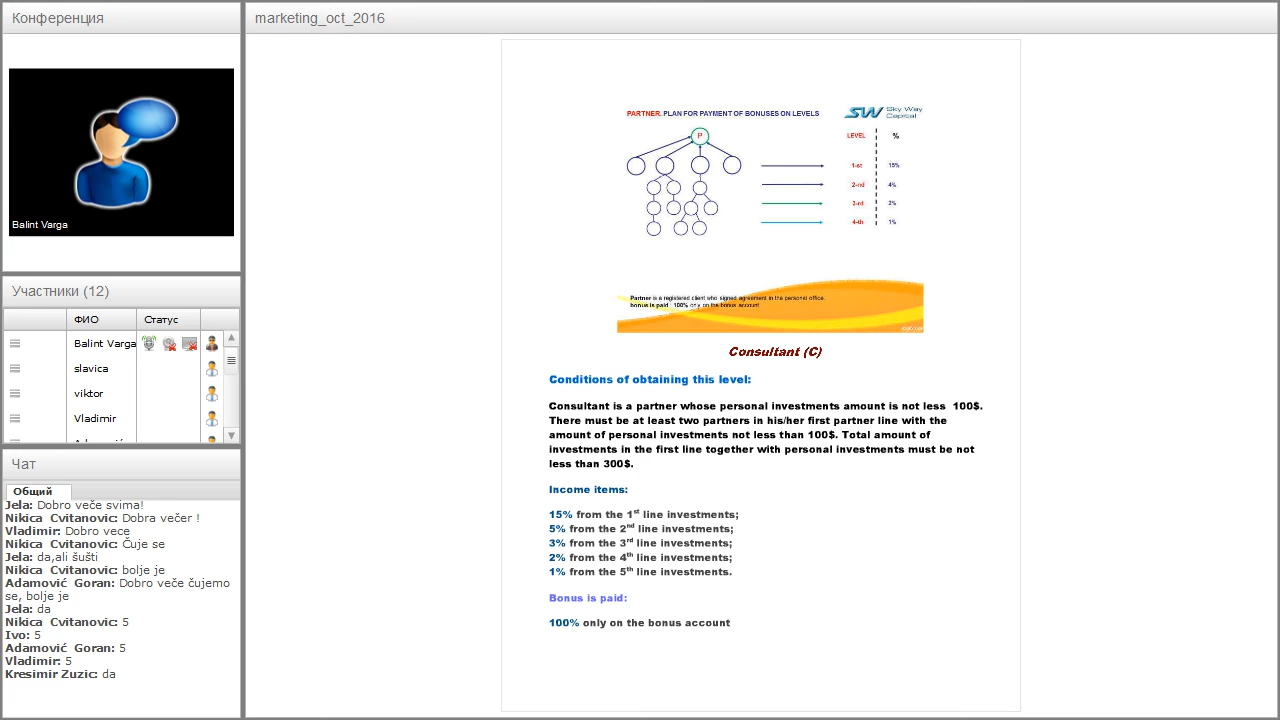 Конференция
Balint Varga
Участники (12)
ФИО Статус
Balint Varga
slavica
viktor
Vladimir
Чат
Общий
Jela: Dobro veče svima!
Nikica Cvitanovic: Dobra večer !
Vladimir: Dobro vece
Nikica Cvitanovic: Čuje se
Jela: da,ali šušti
Nikica Cvitanovic: bolje je
Adamović Goran: Dobro veče čujemo
se, bolje je
Jela: da
Nikica Cvitanovic: 5
Ivo: 5
Adamović Goran: 5
Vladimir: 5
Kresimir Zuzic: da
marketing_oct_2016
PARTNER. PLAN FOR PAYMENT OF BONUSES ON LEVELS
SW Sky Way
Capital
P
LEVEL %
1-st 15%
2-nd 4%
3-rd 2%
4-th 1%
Partner is a registered client who signed agreement in the personal office.
bonus is paid 100% only on the bonus account
Consultant (C)
Conditions of obtaining this level:
Consultant is a partner whose personal investments amount is not less 100$.
There must be at least two partners in his/her first partner line with the
amount of personal investments not less than 100$. Total amount of
investments in the first line together with personal investments must be not
less than 300$.
Income items:
15% from the 1st line investments;
5% from the 2nd line investments;
3% from the 3rd line investments;
2% from the 4th line investments;
1% from the 5th line investments.
Bonus is paid:
100% only on the bonus account